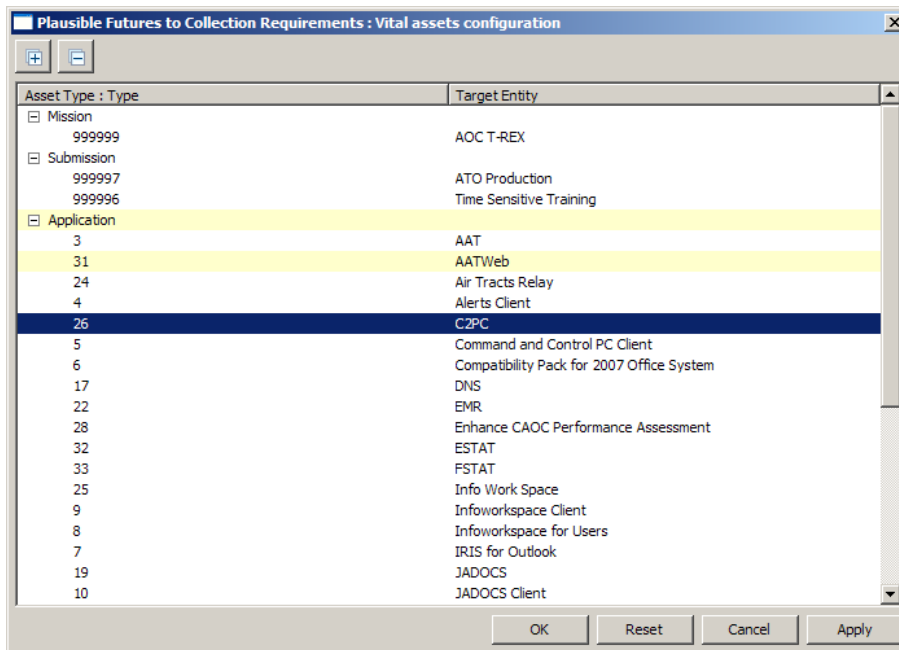 Plausible Futures to Collection Requirements : Vital assets configuration
Asset Type : Type Target Entity
Mission
999999 AOC T-REX
Submission
999997 ATO Production
999996 Time Sensitive Training
Application
3 AAT
31 AATWeb
24 Air Tracts Relay
4 Alerts Client
26 C2PC
5 Command and Control PC Client
6 Compatibility Pack for 2007 Office System
17 DNS
22 EMR
28 Enhance CAOC Performance Assessment
32 ESTAT
33 FSTAT
25 Info Work Space
9 Infoworkspace Client
8 Infoworkspace for Users
7 IRIS for Outlook
19 JADOCS
10 JADOCS Client
OK Reset Cancel Apply